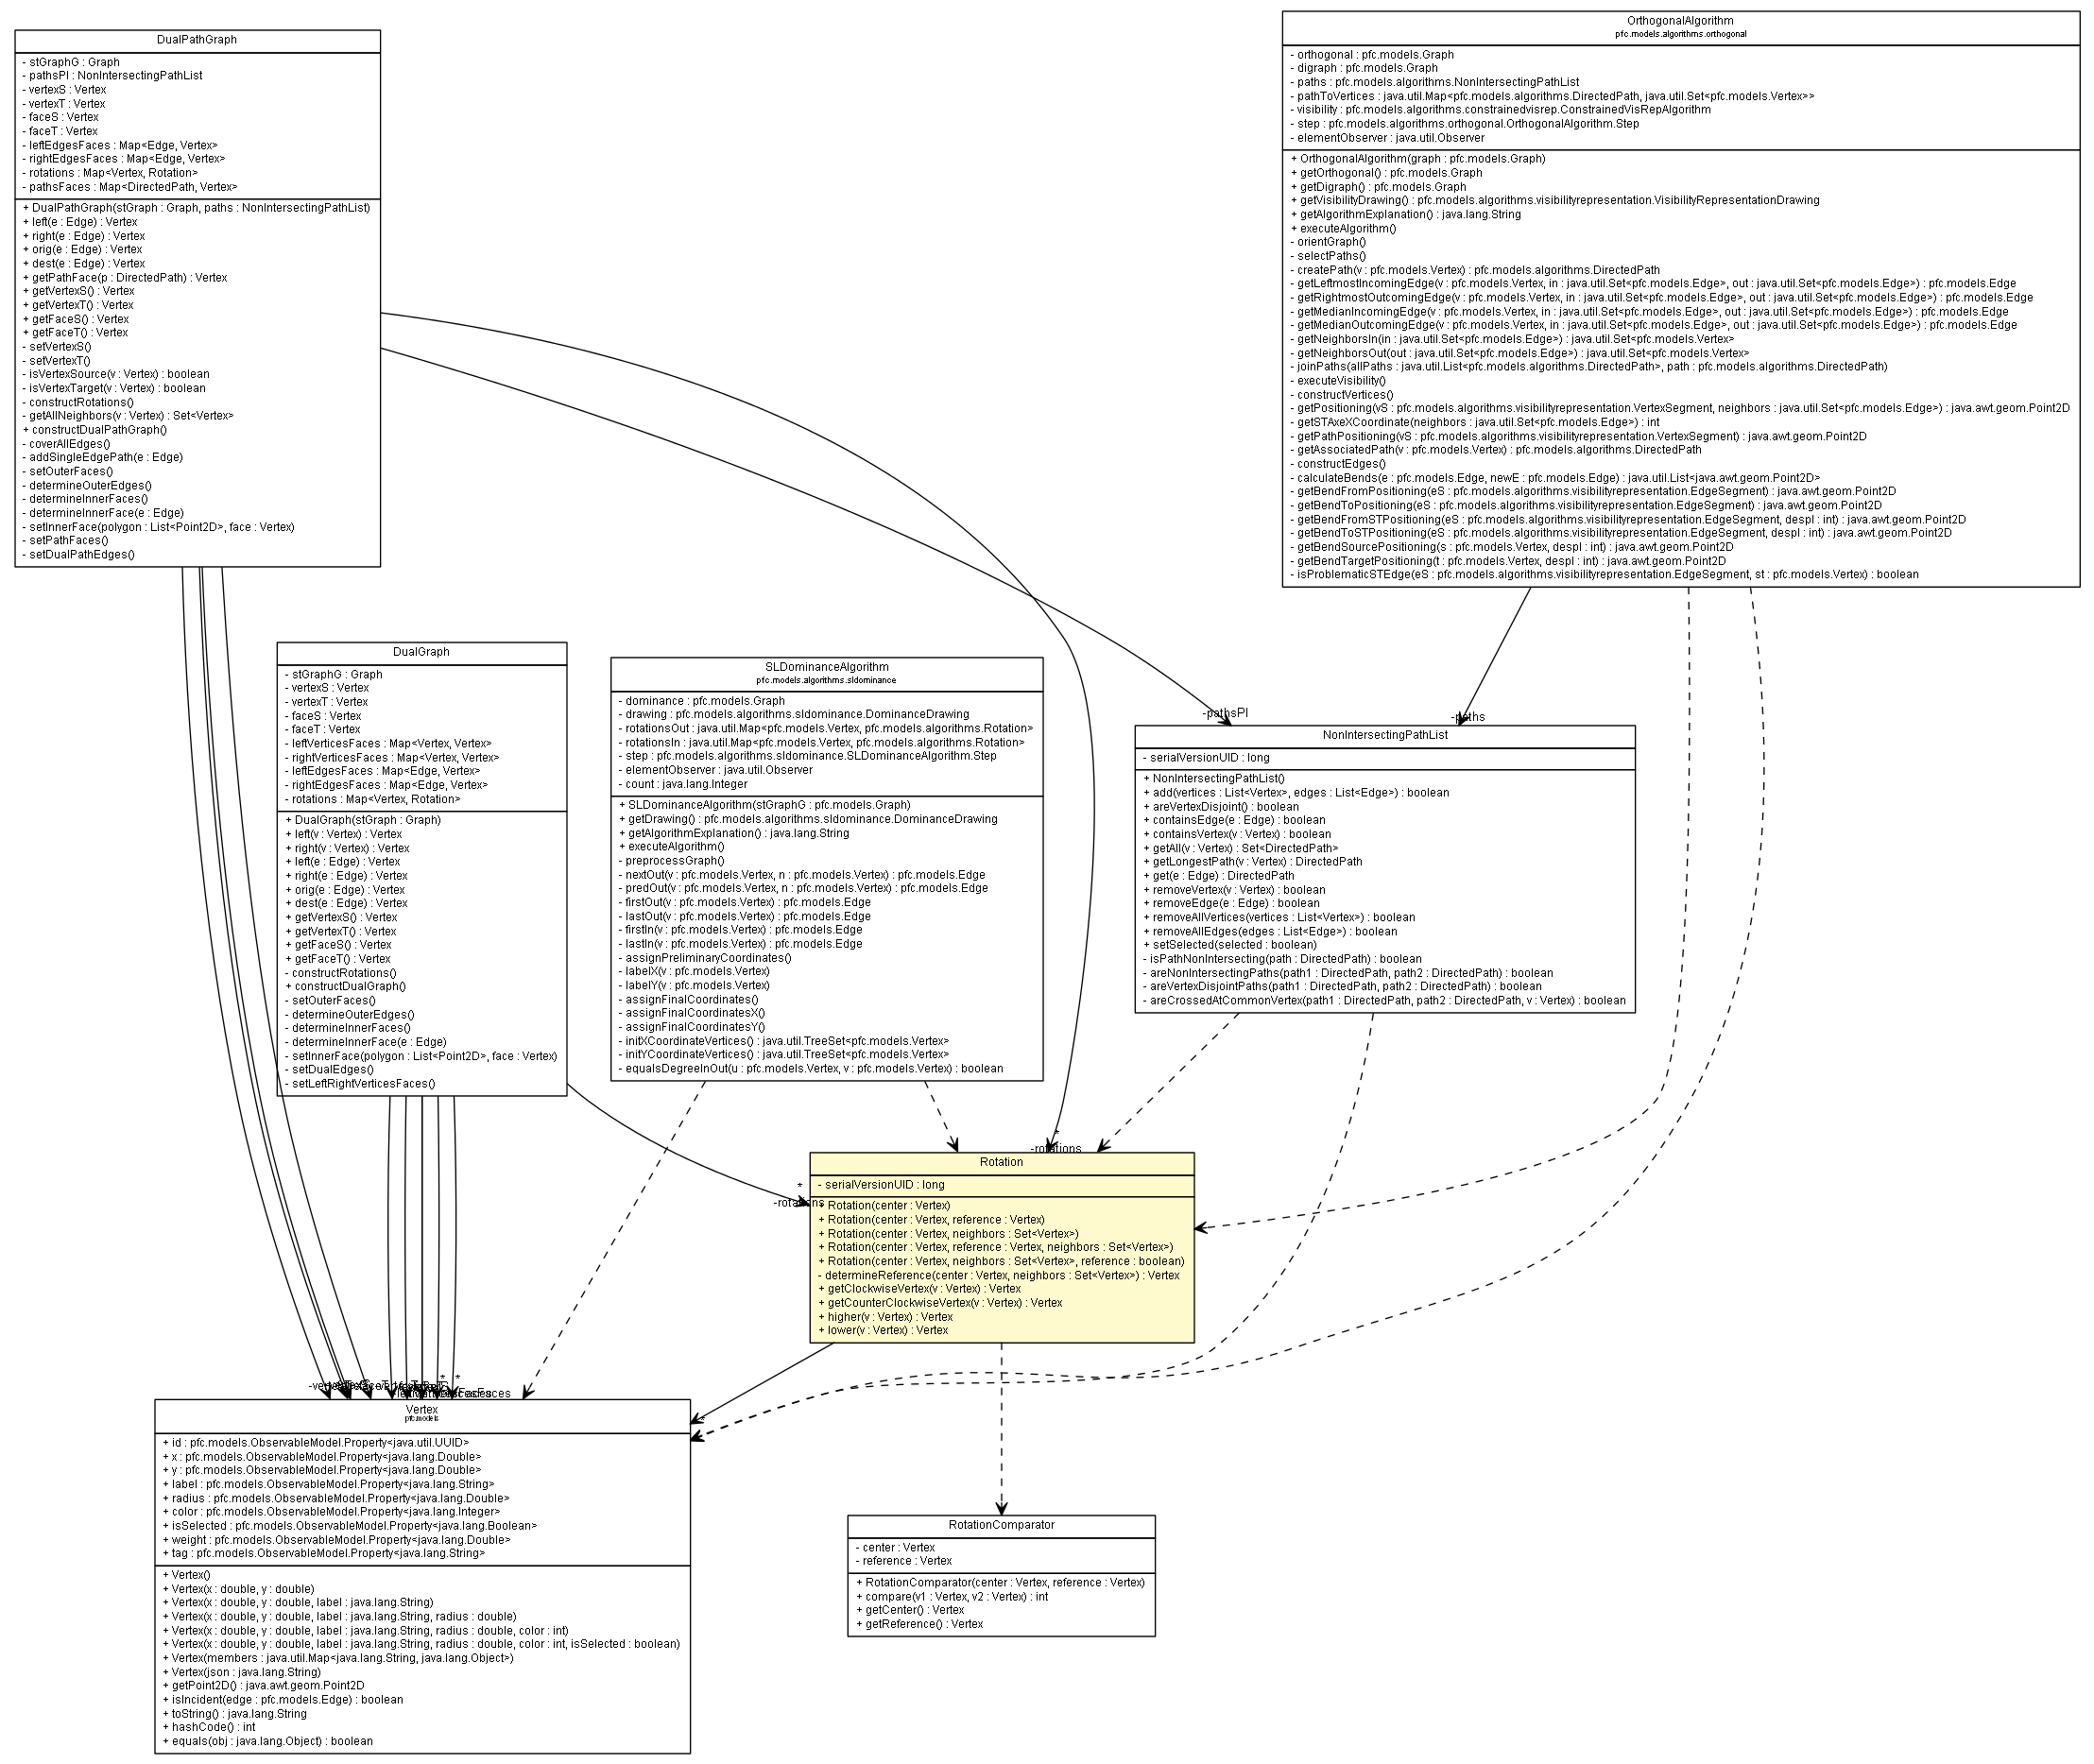 DualPathGraph
- stGraphG : Graph
- pathsPI : NonIntersectingPathList
- vertexS : Vertex
- vertexT : Vertex
- faceS : Vertex
- faceT : Vertex
- leftEdgesFaces : Map<Edge, Vertex>
- rightEdgesFaces : Map<Edge, Vertex>
- rotations : Map<Vertex, Rotation>
- pathsFaces : Map<DirectedPath, Vertex>
+ DualPathGraph(stGraph : Graph, paths : NonIntersectingPathList)
+ left(e : Edge) : Vertex
+ right(e : Edge) : Vertex
+ orig(e : Edge) : Vertex
+ dest(e : Edge) : Vertex
+ getPathFace(p : DirectedPath) : Vertex
+ getVertexS() : Vertex
+ getVertexT() : Vertex
+ getFaceS() : Vertex
+ getFaceT() : Vertex
- setVertexS()
- setVertexT()
- isVertexSource(v : Vertex) : boolean
- isVertexTarget(v : Vertex) : boolean
- constructRotations()
- getAllNeighbors(v : Vertex) : Set<Vertex>
+ constructDualPathGraph()
- coverAllEdges()
- addSingleEdgePath(e : Edge)
- setOuterFaces()
- determineOuterEdges()
- determineInnerFaces()
- determineInnerFace(e : Edge)
- setInnerFace(polygon : List<Point2D>, face : Vertex)
- setPathFaces()
- setDualPathEdges()
OrthogonalAlgorithm
pfc.models.algorithms.orthogonal
- orthogonal : pfc.models.Graph
- digraph : pfc.models.Graph
- paths : pfc.models.algorithms.NonIntersectingPathList
- pathToVertices : java.util.Map<pfc.models.algorithms.DirectedPath, java.util.Set<pfc.models.Vertex>>
- visibility : pfc.models.algorithms.constrainedvisrep.ConstrainedVisRepAlgorithm
- step : pfc.models.algorithms.orthogonal.OrthogonalAlgorithm.Step
- elementObserver : java.util.Observer
+ OrthogonalAlgorithm(graph : pfc.models.Graph)
+ getOrthogonal() : pfc.models.Graph
+ getDigraph() : pfc.models.Graph
+ getVisibilityDrawing() : pfc.models.algorithms.visibilityrepresentation.VisibilityRepresentationDrawing
+ getAlgorithmExplanation() : java.lang.String
+ executeAlgorithm()
- orientGraph()
- selectPaths()
- createPath(v : pfc.models.Vertex) : pfc.models.algorithms.DirectedPath
- getLeftmostIncomingEdge(v : pfc.models.Vertex, in : java.util.Set<pfc.models.Edge>, out : java.util.Set<pfc.models.Edge>) : pfc.models.Edge
- getRightmostOutcomingEdge(v : pfc.models.Vertex, in : java.util.Set<pfc.models.Edge>, out : java.util.Set<pfc.models.Edge>) : pfc.models.Edge
- getMedianIncomingEdge(v : pfc.models.Vertex, in : java.util.Set<pfc.models.Edge>, out : java.util.Set<pfc.models.Edge>) : pfc.models.Edge
- getMedianOutcomingEdge(v : pfc.models.Vertex, in : java.util.Set<pfc.models.Edge>, out : java.util.Set<pfc.models.Edge>) : pfc.models.Edge
- getNeighborsIn(in : java.util.Set<pfc.models.Edge>) : java.util.Set<pfc.models.Vertex>
- getNeighborsOut(out : java.util.Set<pfc.models.Edge>) : java.util.Set<pfc.models.Vertex>
- joinPaths(allPaths : java.util.List<pfc.models.algorithms.DirectedPath>, path : pfc.models.algorithms.DirectedPath)
- executeVisibility()
- constructVertices()
- getPositioning(vS : pfc.models.algorithms.visibilityrepresentation.VertexSegment, neighbors : java.util.Set<pfc.models.Edge>) : java.awt.geom.Point2D
- getSTAxeXCoordinate(neighbors : java.util.Set<pfc.models.Edge>) : int
- getPathPositioning(vS : pfc.models.algorithms.visibilityrepresentation.VertexSegment) : java.awt.geom.Point2D
- getAssociatedPath(v : pfc.models.Vertex) : pfc.models.algorithms.DirectedPath
- constructEdges()
- calculateBends(e : pfc.models.Edge, newE : pfc.models.Edge) : java.util.List<java.awt.geom.Point2D>
- getBendFromPositioning(eS : pfc.models.algorithms.visibilityrepresentation.EdgeSegment) : java.awt.geom.Point2D
- getBendToPositioning(eS : pfc.models.algorithms.visibilityrepresentation.EdgeSegment) : java.awt.geom.Point2D
- getBendFromSTPositioning(eS : pfc.models.algorithms.visibilityrepresentation.EdgeSegment, despl : int) : java.awt.geom.Point2D
- getBendToSTPositioning(eS : pfc.models.algorithms.visibilityrepresentation.EdgeSegment, despl : int) : java.awt.geom.Point2D
- getBendSourcePositioning(s : pfc.models.Vertex, despl : int) : java.awt.geom.Point2D
- getBendTargetPositioning(t : pfc.models.Vertex, despl : int) : java.awt.geom.Point2D
- isProblematicSTEdge(eS : pfc.models.algorithms.visibilityrepresentation.EdgeSegment, st : pfc.models.Vertex) : boolean
DualGraph
- stGraphG : Graph
- vertexS : Vertex
- vertexT : Vertex
- faceS : Vertex
- faceT : Vertex
- leftVerticesFaces : Map<Vertex, Vertex>
- rightVerticesFaces : Map<Vertex, Vertex>
- leftEdgesFaces : Map<Edge, Vertex>
- rightEdgesFaces : Map<Edge, Vertex>
- rotations : Map<Vertex, Rotation>
+ DualGraph(stGraph : Graph)
+ left(v : Vertex) : Vertex
+ right(v : Vertex) : Vertex
+ left(e : Edge) : Vertex
+ right(e : Edge) : Vertex
+ orig(e : Edge) : Vertex
+ dest(e : Edge) : Vertex
+ getVertexS() : Vertex
+ getVertexT() : Vertex
+ getFaceS() : Vertex
+ getFaceT() : Vertex
- constructRotations()
+ constructDualGraph()
- setOuterFaces()
- determineOuterEdges()
- determineInnerFaces()
- determineInnerFace(e : Edge)
- setInnerFace(polygon : List<Point2D>, face : Vertex)
- setDualEdges()
- setLeftRightVerticesFaces()
SLDominanceAlgorithm
pfc.models.algorithms.sldominance
- dominance : pfc.models.Graph
- drawing : pfc.models.algorithms.sldominance.DominanceDrawing
- rotationsOut : java.util.Map<pfc.models.Vertex, pfc.models.algorithms.Rotation>
- rotationsIn : java.util.Map<pfc.models.Vertex, pfc.models.algorithms.Rotation>
- step : pfc.models.algorithms.sldominance.SLDominanceAlgorithm.Step
- elementObserver : java.util.Observer
- count : java.lang.Integer
+ SLDominanceAlgorithm(stGraphG : pfc.models.Graph)
+ getDrawing() : pfc.models.algorithms.sldominance.DominanceDrawing
+ getAlgorithmExplanation() : java.lang.String
+ executeAlgorithm()
- preprocessGraph()
- nextOut(v : pfc.models.Vertex, n : pfc.models.Vertex) : pfc.models.Edge
- predOut(v : pfc.models.Vertex, n : pfc.models.Vertex) : pfc.models.Edge
- firstOut(v : pfc.models.Vertex) : pfc.models.Edge
- lastOut(v : pfc.models.Vertex) : pfc.models.Edge
- firstIn(v : pfc.models.Vertex) : pfc.models.Edge
- lastIn(v : pfc.models.Vertex) : pfc.models.Edge
- assignPreliminaryCoordinates()
- labelX(v : pfc.models.Vertex)
- labelY(v : pfc.models.Vertex)
- assignFinalCoordinates()
- assignFinalCoordinatesX()
- assignFinalCoordinatesY()
- initXCoordinateVertices() : java.util.TreeSet<pfc.models.Vertex>
- initYCoordinateVertices() : java.util.TreeSet<pfc.models.Vertex>
- equalsDegreeInOut(u : pfc.models.Vertex, v : pfc.models.Vertex) : boolean
-pathsPI
-paths
NonIntersectingPathList
- serialVersionUID : long
+ NonIntersectingPathList()
+ add(vertices : List<Vertex>, edges : List<Edge>) : boolean
+ areVertexDisjoint() : boolean
+ containsEdge(e : Edge) : boolean
+ containsVertex(v : Vertex) : boolean
+ getAll(v : Vertex) : Set<DirectedPath>
+ getLongestPath(v : Vertex) : DirectedPath
+ get(e : Edge) : DirectedPath
+ removeVertex(v : Vertex) : boolean
+ removeEdge(e : Edge) : boolean
+ removeAllVertices(vertices : List<Vertex>) : boolean
+ removeAllEdges(edges : List<Edge>) : boolean
+ setSelected(selected : boolean)
- isPathNonIntersecting(path : DirectedPath) : boolean
- areNonIntersectingPaths(path1 : DirectedPath, path2 : DirectedPath) : boolean
- areVertexDisjointPaths(path1 : DirectedPath, path2 : DirectedPath) : boolean
- areCrossedAtCommonVertex(path1 : DirectedPath, path2 : DirectedPath, v : Vertex) : boolean
*
-rotations
*
-rotations
Rotation
- serialVersionUID : long
+ Rotation(center : Vertex)
+ Rotation(center : Vertex, reference : Vertex)
+ Rotation(center : Vertex, neighbors : Set<Vertex>)
+ Rotation(center : Vertex, reference : Vertex, neighbors : Set<Vertex>)
+ Rotation(center : Vertex, neighbors : Set<Vertex>, reference : boolean)
- determineReference(center : Vertex, neighbors : Set<Vertex>) : Vertex
+ getClockwiseVertex(v : Vertex) : Vertex
+ getCounterClockwiseVertex(v : Vertex) : Vertex
+ higher(v : Vertex) : Vertex
+ lower(v : Vertex) : Vertex
*
Vertex
pfc.models
+ id : pfc.models.ObservableModel.Property<java.util.UUID>
+ x : pfc.models.ObservableModel.Property<java.lang.Double>
+ y : pfc.models.ObservableModel.Property<java.lang.Double>
+ label : pfc.models.ObservableModel.Property<java.lang.String>
+ radius : pfc.models.ObservableModel.Property<java.lang.Double>
+ color : pfc.models.ObservableModel.Property<java.lang.Integer>
+ isSelected : pfc.models.ObservableModel.Property<java.lang.Boolean>
+ weight : pfc.models.ObservableModel.Property<java.lang.Double>
+ tag : pfc.models.ObservableModel.Property<java.lang.String>
+ Vertex()
+ Vertex(x : double, y : double)
+ Vertex(x : double, y : double, label : java.lang.String)
+ Vertex(x : double, y : double, label : java.lang.String, radius : double)
+ Vertex(x : double, y : double, label : java.lang.String, radius : double, color : int)
+ Vertex(x : double, y : double, label : java.lang.String, radius : double, color : int, isSelected : boolean)
+ Vertex(members : java.util.Map<java.lang.String, java.lang.Object>)
+ Vertex(json : java.lang.String)
+ getPoint2D() : java.awt.geom.Point2D
+ isIncident(edge : pfc.models.Edge) : boolean
+ toString() : java.lang.String
+ hashCode() : int
+ equals(obj : java.lang.Object) : boolean
RotationComparator
- center : Vertex
- reference : Vertex
+ RotationComparator(center : Vertex, reference : Vertex)
+ compare(v1 : Vertex, v2 : Vertex) : int
+ getCenter() : Vertex
+ getReference() : Vertex